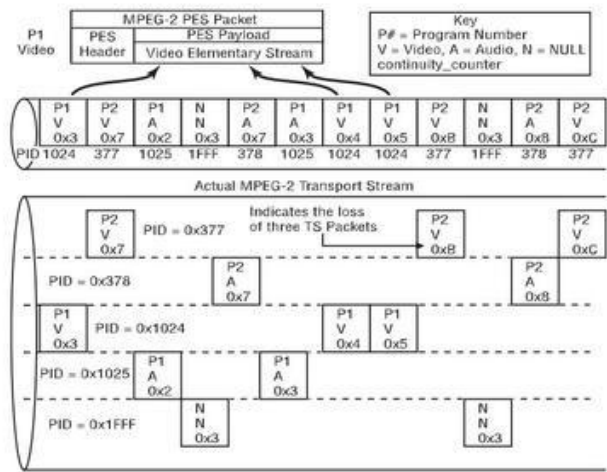 MPEG-2 PES Packet
P1
Video
PES
Header
PES Payload
Video Elementary Stream
Key
P# = Program Number
V = Video, A = Audio, N = NULL
continuity_counter
P1 P2 P1 N P2 P1 P1 P1 P2 N P2 P2
V V A N A A V V V N A V
0x3 0x7 0x2 0x3 0x7 0x3 0x4 0x5 0xB 0x3 0x8 0xC
PID 1024 377 1025 1FFF 378 1025 1024 1024 377 1FFF 378 377
Actual MPEG-2 Transport Stream
P2
V
0x7
PID = 0x377
Indicates the loss
of three TS Packets
P2
V
0xB
P2
V
0xC
PID = 0x378
P2
A
0x7
P2
A
0x8
P1
V
0x3
PID = 0x1024
P1
V
0x4
P1
V
0x5
PID = 0x1025
P1
A
0x2
P1
A
0x3
PID = 0x1FFF
N
N
0x3
N
N
0x3